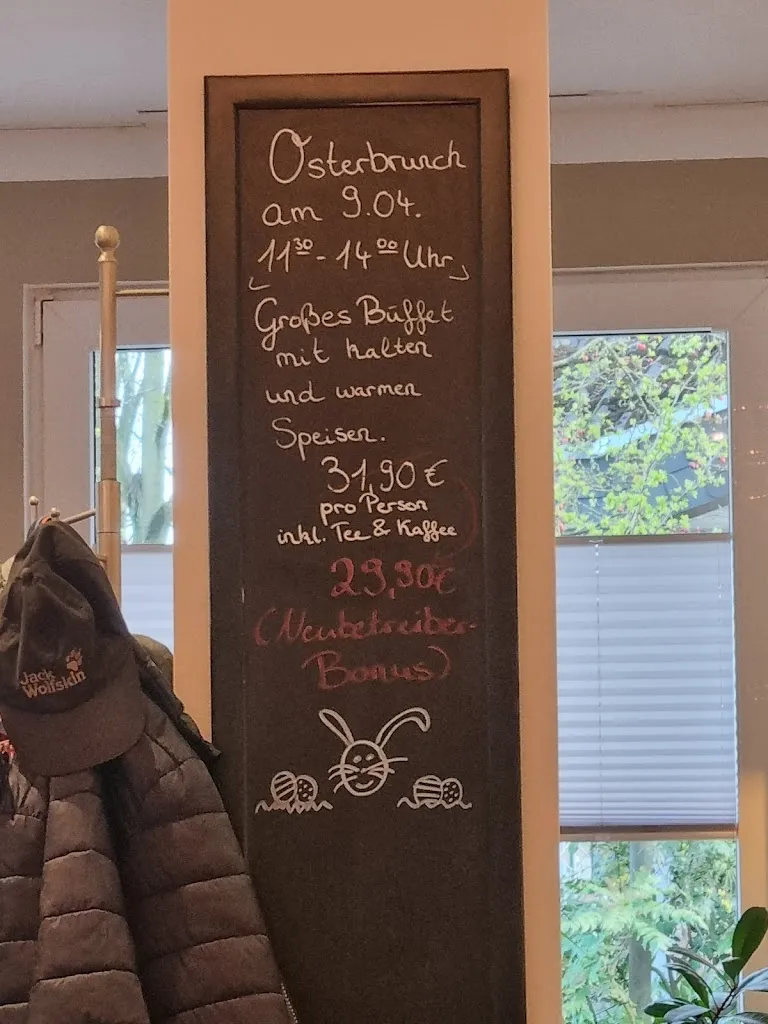 Osterbrunch
am 9.04.
11³⁰-14⁰⁰ Uhr
Großes Büffet
mit kalten
und warmen
Speisen.
31,90 €
pro Person
inkl. Tee & Kaffee
29,90€
(Neubetreiber-
Bonus)
Jack
Wolfskin